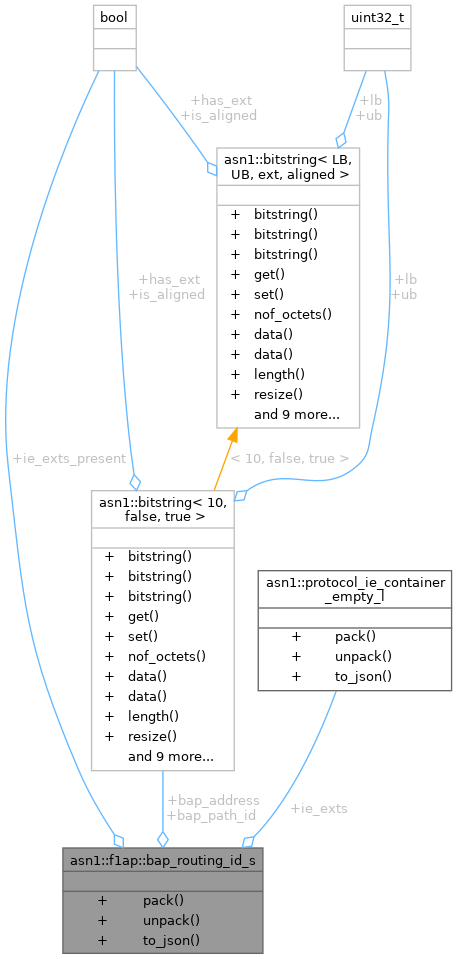 bool
uint32_t
+has_ext
+is_aligned
+lb
+ub
asn1::bitstring< LB,
UB, ext, aligned >
+ bitstring()
+ bitstring()
+ bitstring()
+ get()
+ set()
+ nof_octets()
+ data()
+ data()
+ length()
+ resize()
and 9 more...
+has_ext
+is_aligned
+lb
+ub
+ie_exts_present
< 10, false, true >
asn1::bitstring< 10,
false, true >
+ bitstring()
+ bitstring()
+ bitstring()
+ get()
+ set()
+ nof_octets()
+ data()
+ data()
+ length()
+ resize()
and 9 more...
asn1::protocol_ie_container
_empty_l
+ pack()
+ unpack()
+ to_json()
+bap_address
+bap_path_id
+ie_exts
asn1::f1ap::bap_routing_id_s
+ pack()
+ unpack()
+ to_json()